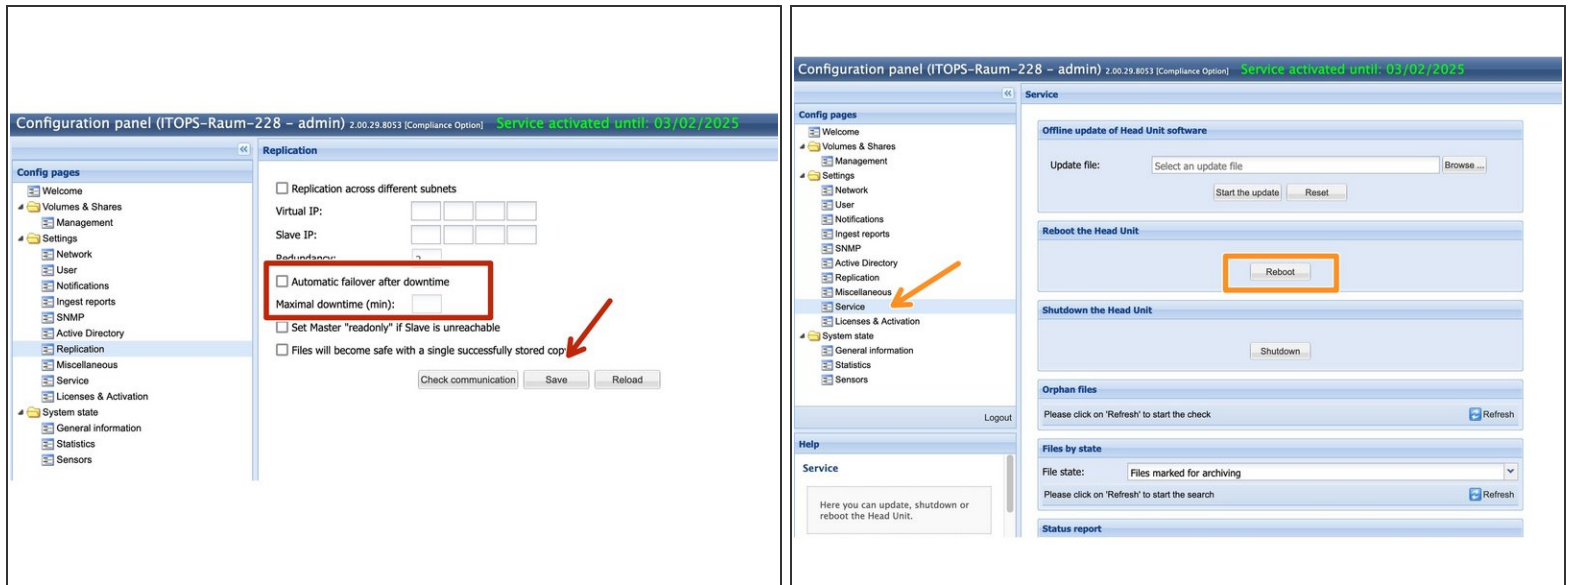 Configuration panel (ITOPS-Raum-228 - admin) 2.00.29.8053 [Compliance Option] Service activated until: 03/02/2025
Replication
Config pages
Welcome
Volumes & Shares
Management
Settings
Network
User
Notifications
Ingest reports
SNMP
Active Directory
Replication
Miscellaneous
Service
Licenses & Activation
System state
General information
Statistics
Sensors
Replication across different subnets
Virtual IP:
Slave IP:
Redundancy:
Automatic failover after downtime
Maximal downtime (min):
Set Master "readonly" if Slave is unreachable
Files will become safe with a single successfully stored copy
Check communication Save Reload
Configuration panel (ITOPS-Raum-228 - admin) 2.00.29.8053 [Compliance Option] Service activated until: 03/02/2025
Service
Config pages
Welcome
Volumes & Shares
Management
Settings
Network
User
Notifications
Ingest reports
SNMP
Active Directory
Replication
Miscellaneous
Service
Licenses & Activation
System state
General information
Statistics
Sensors
Logout
Help
Service
Here you can update, shutdown or
reboot the Head Unit.
Offline update of Head Unit software
Update file: Select an update file Browse ...
Start the update Reset
Reboot the Head Unit
Reboot
Shutdown the Head Unit
Shutdown
Orphan files
Please click on 'Refresh' to start the check Refresh
Files by state
File state: Files marked for archiving
Please click on 'Refresh' to start the search Refresh
Status report